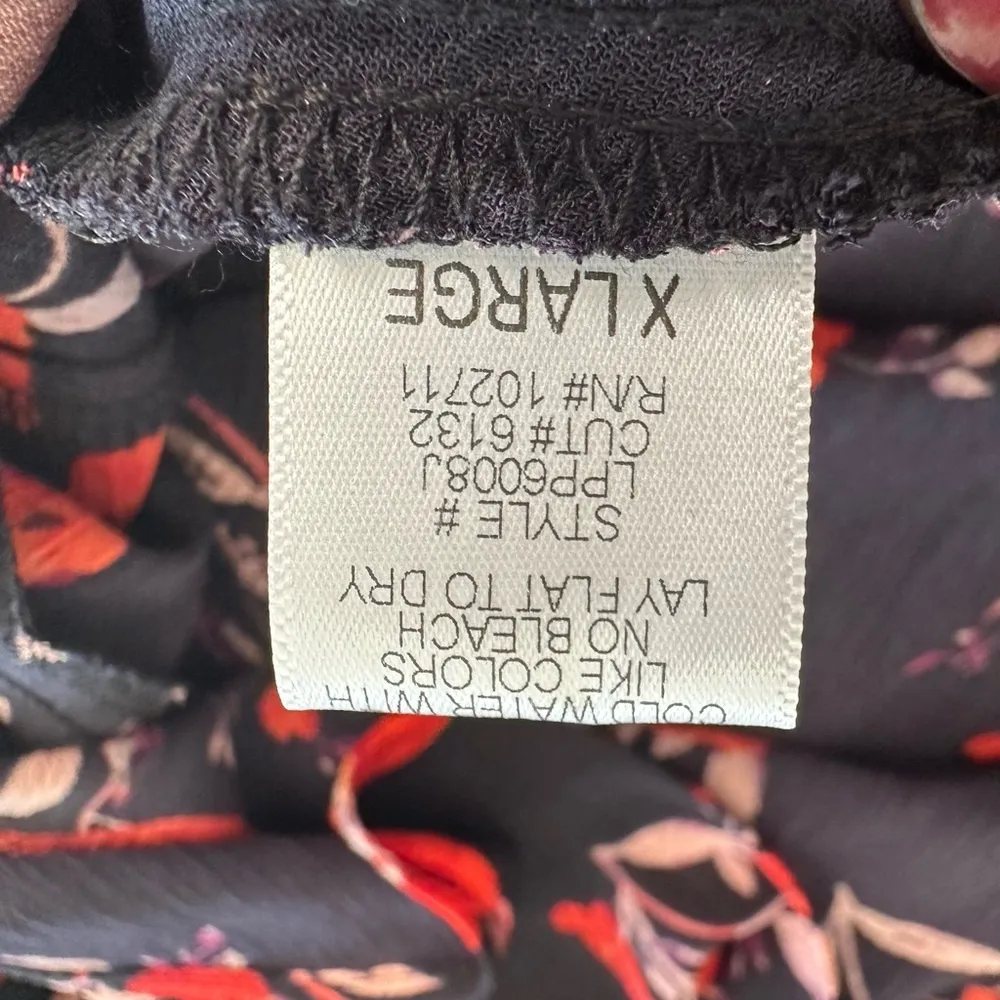 COLD WATER WITH
LIKE COLORS
NO BLEACH
LAY FLAT TO DRY
STYLE #
LPP6008J
CUT# 6132
R/N# 102711
X LARGE